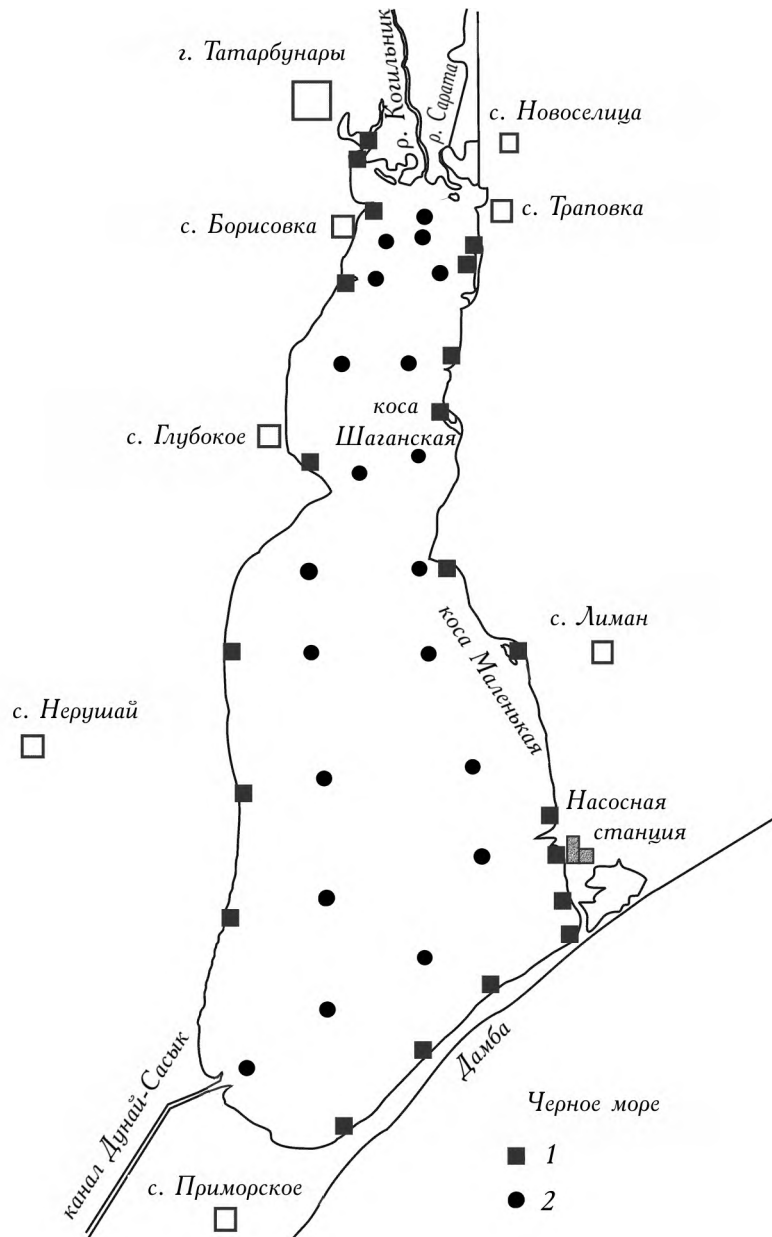 г. Татарбунары
р. Когильник
р. Сарата
с. Новоселица
с. Борисовка
с. Траповка
коса
Шаганская
с. Глубокое
коса Маленькая
с. Лиман
с. Нерушай
Насосная
станция
Дамба
канал Дунай-Сасык
Черное море
с. Приморское
1
2